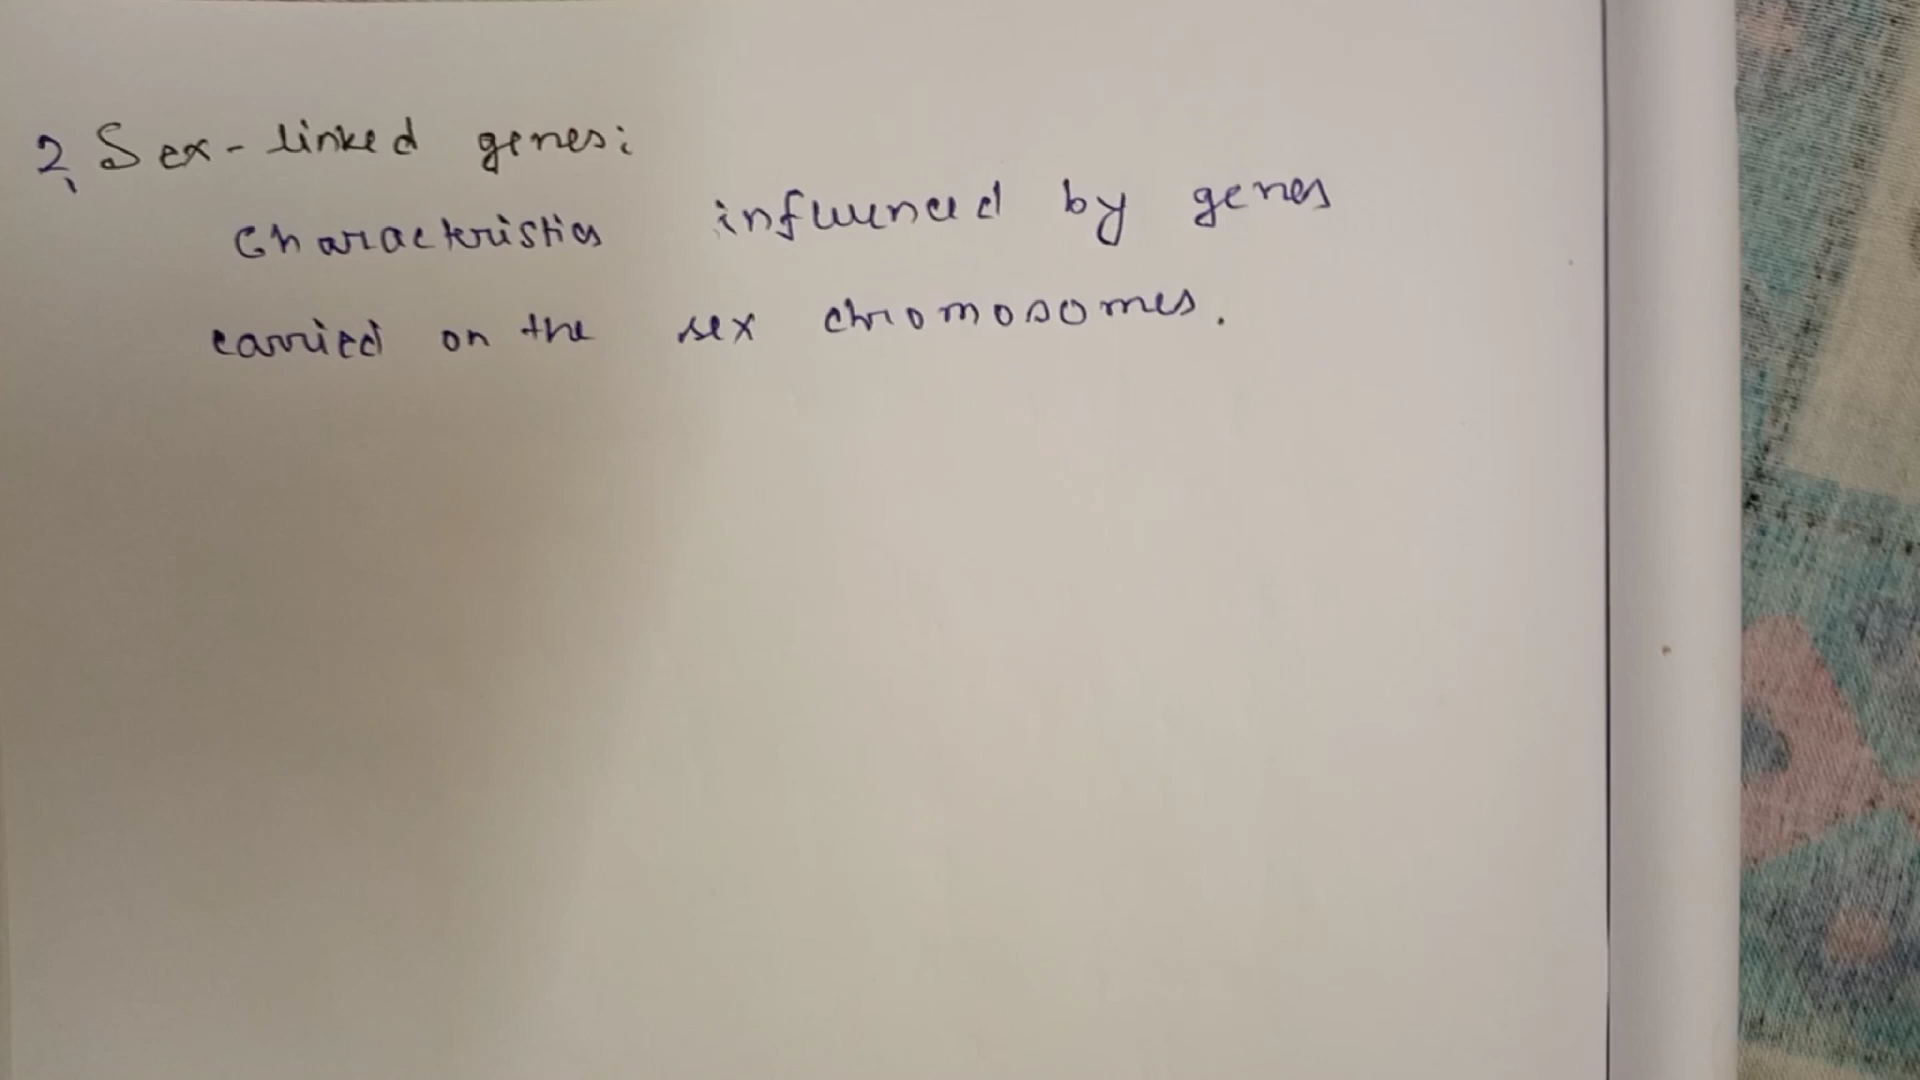 2, Sex-linked genes:
Characteristics influenced by genes
carried on the sex chromosomes.